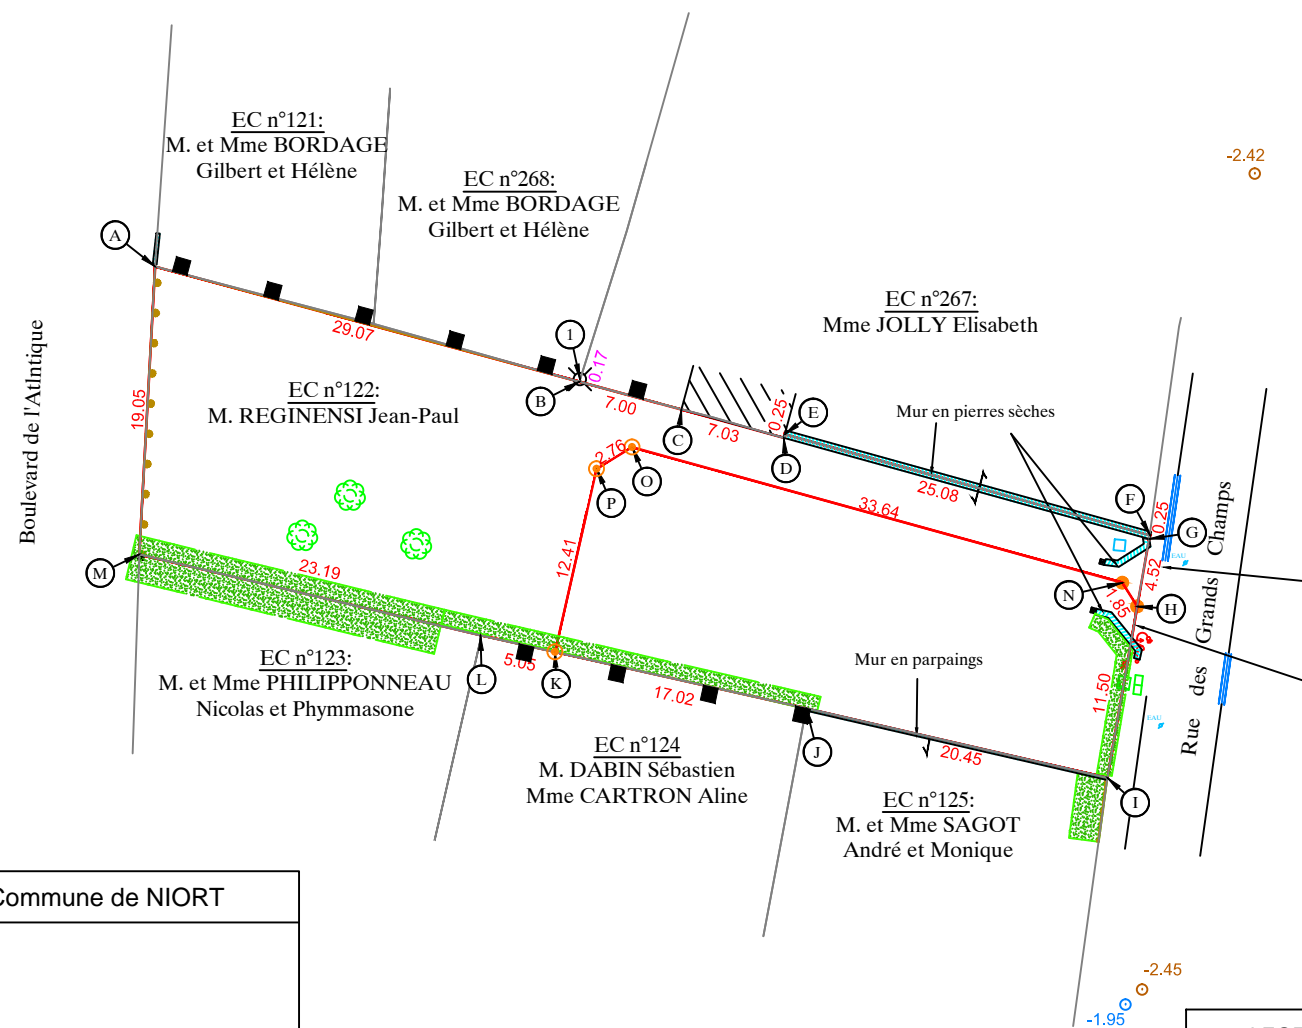 EC n°121:
M. et Mme BORDAGE
Gilbert et Hélène
EC n°268:
M. et Mme BORDAGE
Gilbert et Hélène
-2.42
A
29.07
1
0.17
B
7.00
C
7.03
0.25
D
E
EC n°267:
Mme JOLLY Elisabeth
Mur en pierres sèches
25.08
F
0.25
G
4.52
EAU
Boulevard de l'Atlntique
19.05
EC n°122:
M. REGINENSI Jean-Paul
2.76
O
P
33.64
12.41
N
1.85
H
Rue des Grands Champs
M
23.19
L
5.05
K
17.02
Mur en parpaings
J
20.45
11.50
EAU
I
EC n°123:
M. et Mme PHILIPPONNEAU
Nicolas et Phymmasone
EC n°124
M. DABIN Sébastien
Mme CARTRON Aline
EC n°125:
M. et Mme SAGOT
André et Monique
Commune de NIORT
-2.45
-1.95